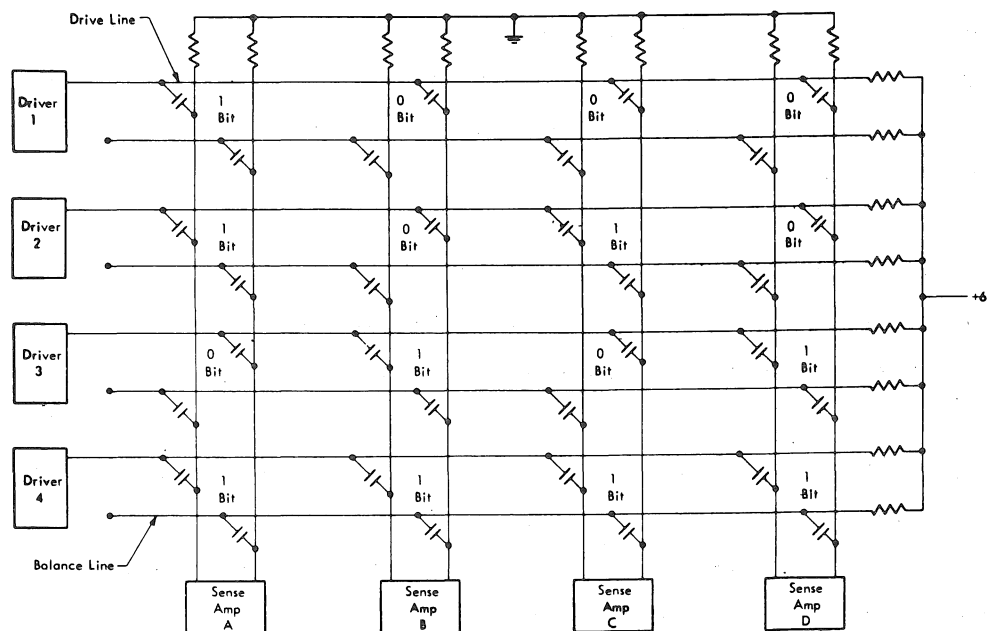 Drive Line
Driver
1
1
Bit
0
Bit
0
Bit
0
Bit
Driver
2
1
Bit
0
Bit
1
Bit
0
Bit
+6
Driver
3
0
Bit
1
Bit
0
Bit
1
Bit
Driver
4
1
Bit
1
Bit
1
Bit
1
Bit
Balance Line
Sense
Amp
A
Sense
Amp
B
Sense
Amp
C
Sense
Amp
D